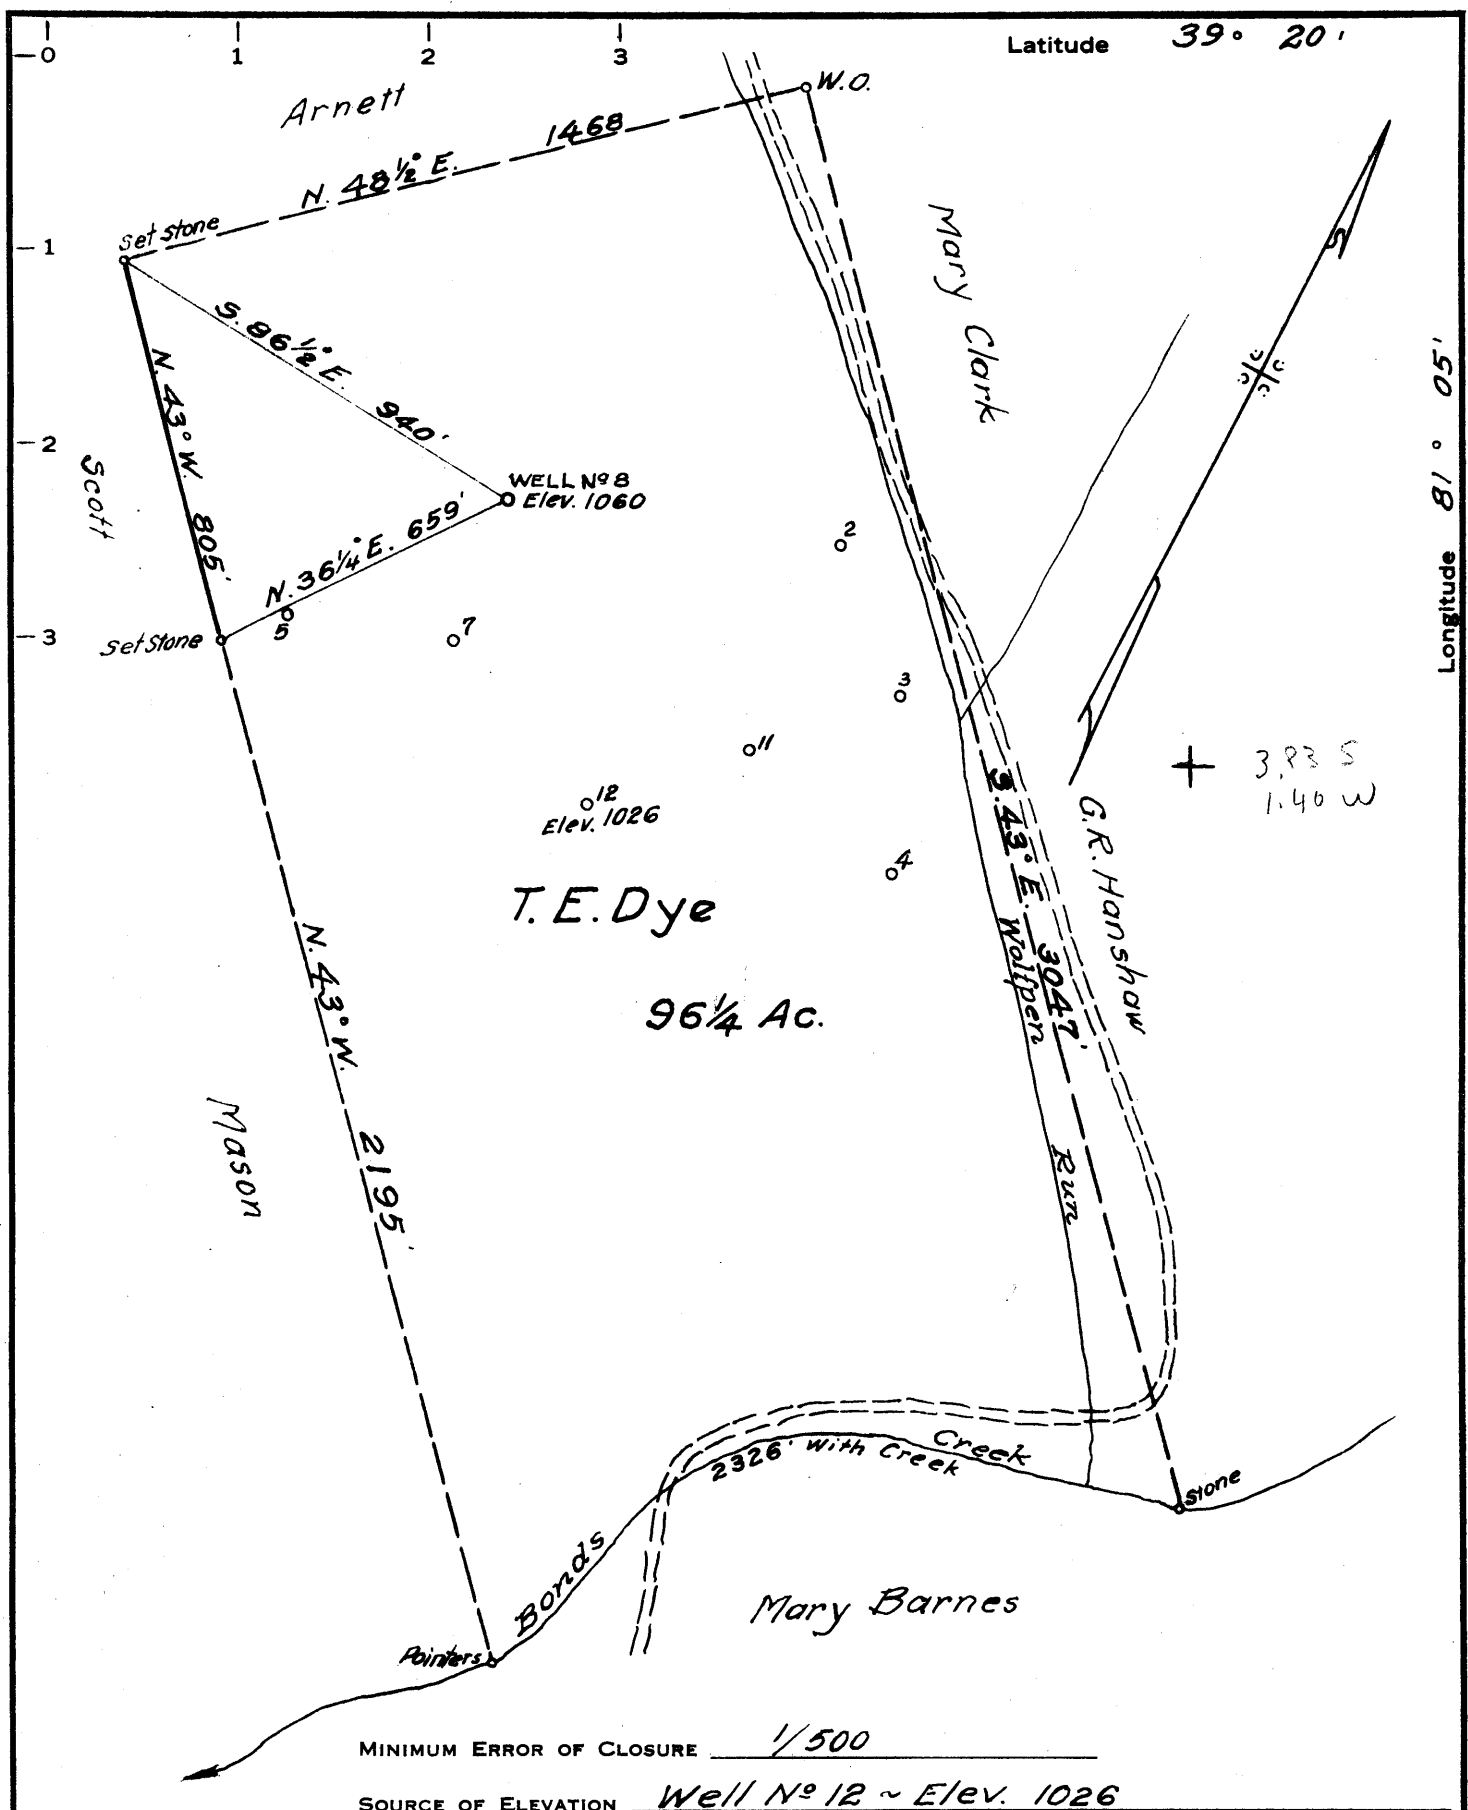 0 1 2 3
Latitude 39° 20'
Arnett
W.O.
N. 48½° E. 1468
Set stone
1
Mary Clark
S. 86½° E. 940'
N. 43° W. 805'
Longitude 81° 05'
2
Scott
WELL Nº 8
Elev. 1060
N. 36¼° E. 659'
2
3
Set Stone
5
7
3
11
12
Elev. 1026
3.83 S
1.40 W
4
G.R. Hanshaw
S. 43° E. 3047'
T. E. Dye
96¼ Ac.
Wolfpen Run
N. 43° W. 2195'
Mason
2326' With Creek
Bonds Creek
Stone
Mary Barnes
Pointers
MINIMUM ERROR OF CLOSURE 1/500
SOURCE OF ELEVATION Well Nº 12 ~ Elev. 1026